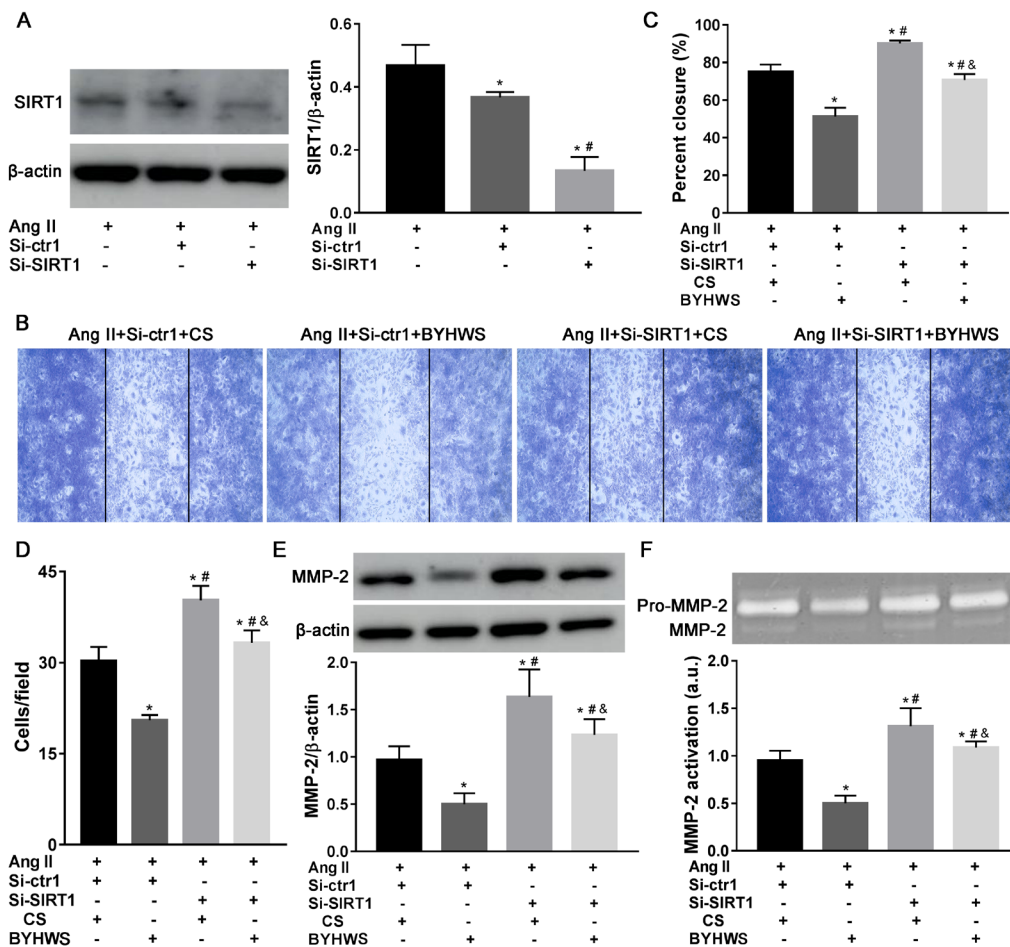 A
SIRT1
β-actin
Ang II + + +
Si-ctr1 - + -
Si-SIRT1 - - +
SIRT1/β-actin
0.6
0.4
0.2
0.0
*
* #
+ + +
- + -
- - +
C
Percent closure (%)
100
80
60
40
20
0
*
* #
* # &
Ang II + + + +
Si-ctr1 + + - -
Si-SIRT1 - - + +
CS + - + -
BYHWS - + - +
B
Ang II+Si-ctr1+CS
Ang II+Si-ctr1+BYHWS
Ang II+Si-SIRT1+CS
Ang II+Si-SIRT1+BYHWS
D
Cells/field
45
30
15
0
*
* #
* # &
Ang II + + + +
Si-ctr1 + + - -
Si-SIRT1 - - + +
CS + - + -
BYHWS - + - +
E
MMP-2
β-actin
MMP-2/β-actin
2.0
1.5
1.0
0.5
0.0
*
* #
* # &
Ang II + + + +
Si-ctr1 + + - -
Si-SIRT1 - - + +
CS + - + -
BYHWS - + - +
F
Pro-MMP-2
MMP-2
MMP-2 activation (a.u.)
2.0
1.5
1.0
0.5
0.0
*
* #
* # &
Ang II + + + +
Si-ctr1 + + - -
Si-SIRT1 - - + +
CS + - + -
BYHWS - + - +